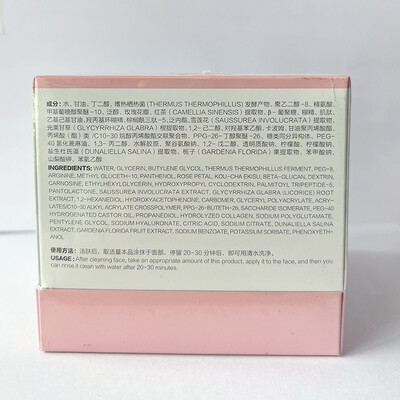 成分：水、甘油、丁二醇、嗜热栖热菌 (THERMUS THERMOPHILLUS) 发酵产物、聚乙二醇-8、精氨酸、
甲基葡糖醇聚醚-10、泛醇、玫瑰花瓣、红茶 (CAMELLIA SINENSIS) 提取物、β-葡聚糖、糊精、肌肽、
乙基己基甘油、羟丙基环糊精、棕榈酰三肽-5、泛内酯、雪莲花 (SAUSSUREA INVOLUCRATA) 提取物、
光果甘草 (GLYCYRRHIZA GLABRA) 根提取物、1,2-己二醇、对羟基苯乙酮、卡波姆、甘油聚丙烯酸酯、
丙烯酸 (酯) 类 /C10-30 烷醇丙烯酸酯交联聚合物、PPG-26-丁醇聚醚-26、糖类同分异构体、PEG-
40 氢化蓖麻油、1,3-丙二醇、水解胶原、聚谷氨酸钠、1,2-戊二醇、透明质酸钠、柠檬酸、柠檬酸钠、
盐生杜氏藻 (DUNALIELLA SALINA) 提取物、栀子 (GARDENIA FLORIDA) 果提取物、苯甲酸钠、
山梨酸钾、苯氧乙醇
INGREDIENTS: WATER, GLYCERIN, BUTYLENE GLYCOL, THERMUS THERMOPHILLUS FERMENT, PEG-
8, ARGININE, METHYL GLUCETH-10, PANTHENOL, ROSE PETAL, KOU-CHA EKISU, BETA-GLUCAN, DEXTRIN,
CARNOSINE, ETHYLHEXYLGLYCERIN, HYDROXYPROPYL CYCLODEXTRIN, PALMITOYL TRIPEPTIDE-5,
PANTOLACTONE, SAUSSUREA INVOLUCRATA EXTRACT, GLYCYRRHIZA GLABRA (LICORICE) ROOT
EXTRACT, 1,2-HEXANEDIOL, HYDROXYACETOPHENONE, CARBOMER, GLYCERYL POLYACRYLATE, ACRY-
LATES/C10-30 ALKYL ACRYLATE CROSSPOLYMER, PPG-26-BUTETH-26, SACCHARIDE ISOMERATE, PEG-40
HYDROGENATED CASTOR OIL, PROPANEDIOL, HYDROLYZED COLLAGEN, SODIUM POLYGLUTAMATE,
PENTYLENE GLYCOL, SODIUM HYALURONATE, CITRIC ACID, SODIUM CITRATE, DUNALIELLA SALINA
EXTRACT, GARDENIA FLORIDA FRUIT EXTRACT, SODIUM BENZOATE, POTASSIUM SORBATE, PHENOXYETH-
ANOL
使用方法：洁肤后，取适量本品涂抹于面部，停留 20-30 分钟后，即可用清水洗净。
USAGE: After cleaning face, take an appropriate amount of this product, apply it to the face, and then you
can rinse it clean with water after 20-30 minutes.